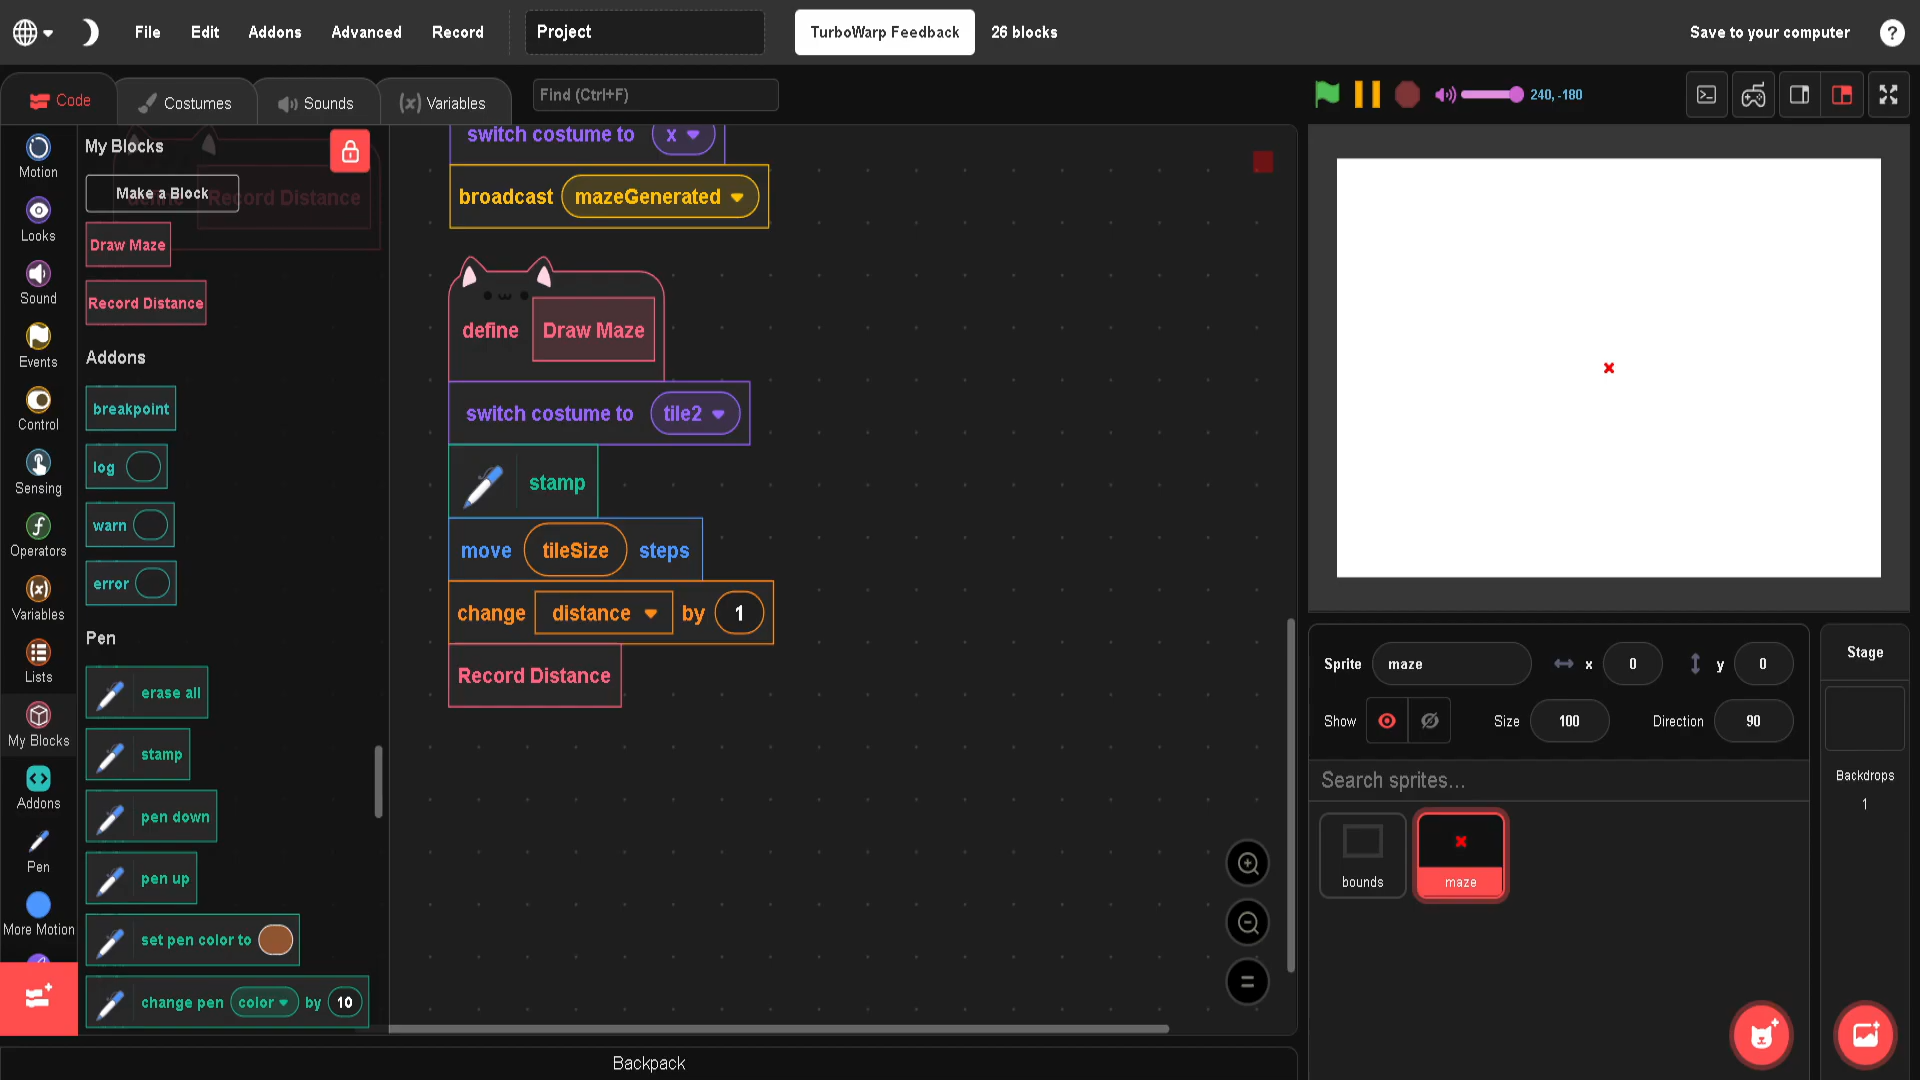 File Edit Addons Advanced Record Project TurboWarp Feedback 26 blocks Save to your computer ?
Code Costumes Sounds (x) Variables Find (Ctrl+F) 240, -180
Motion
Looks
Sound
Events
Control
Sensing
Operators
Variables
Lists
My Blocks
Addons
Pen
More Motion
My Blocks
Make a Block
define Record Distance
Draw Maze
Record Distance
Addons
breakpoint
log
warn
error
Pen
erase all
stamp
pen down
pen up
set pen color to
change pen color by 10
switch costume to x
broadcast mazeGenerated
define Draw Maze
switch costume to tile2
stamp
move tileSize steps
change distance by 1
Record Distance
Backpack
Sprite maze x 0 y 0
Show Size 100 Direction 90
Search sprites...
bounds
maze
Stage
Backdrops
1